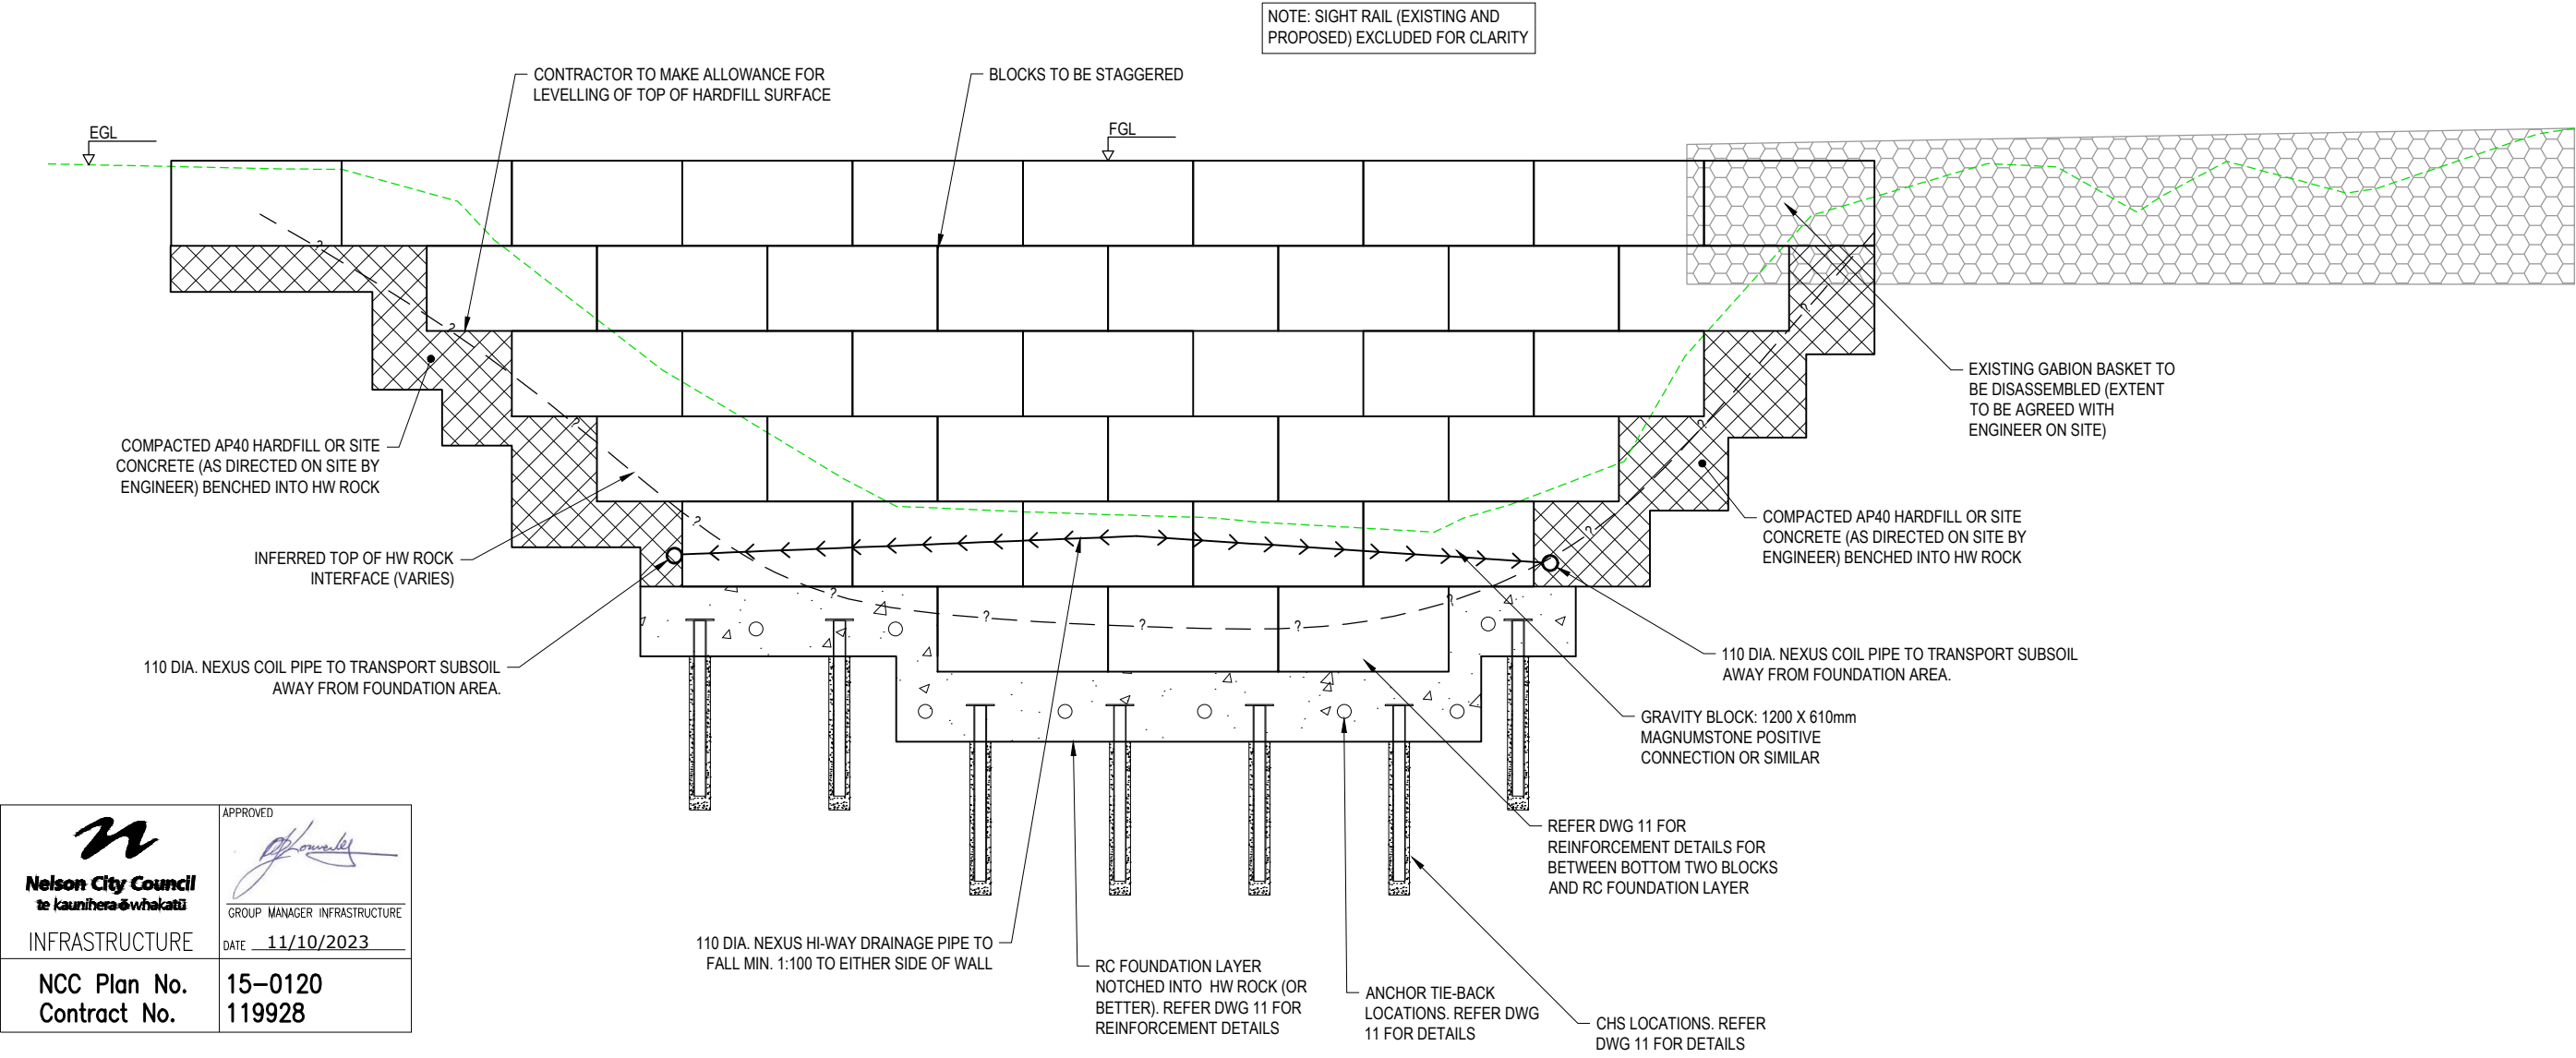 NOTE: SIGHT RAIL (EXISTING AND
PROPOSED) EXCLUDED FOR CLARITY
CONTRACTOR TO MAKE ALLOWANCE FOR
LEVELLING OF TOP OF HARDFILL SURFACE
BLOCKS TO BE STAGGERED
EGL
FGL
EXISTING GABION BASKET TO
BE DISASSEMBLED (EXTENT
TO BE AGREED WITH
ENGINEER ON SITE)
COMPACTED AP40 HARDFILL OR SITE
CONCRETE (AS DIRECTED ON SITE BY
ENGINEER) BENCHED INTO HW ROCK
COMPACTED AP40 HARDFILL OR SITE
CONCRETE (AS DIRECTED ON SITE BY
ENGINEER) BENCHED INTO HW ROCK
INFERRED TOP OF HW ROCK
INTERFACE (VARIES)
110 DIA. NEXUS COIL PIPE TO TRANSPORT SUBSOIL
AWAY FROM FOUNDATION AREA.
110 DIA. NEXUS COIL PIPE TO TRANSPORT SUBSOIL
AWAY FROM FOUNDATION AREA.
GRAVITY BLOCK: 1200 X 610mm
MAGNUMSTONE POSITIVE
CONNECTION OR SIMILAR
REFER DWG 11 FOR
REINFORCEMENT DETAILS FOR
BETWEEN BOTTOM TWO BLOCKS
AND RC FOUNDATION LAYER
110 DIA. NEXUS HI-WAY DRAINAGE PIPE TO
FALL MIN. 1:100 TO EITHER SIDE OF WALL
RC FOUNDATION LAYER
NOTCHED INTO HW ROCK (OR
BETTER). REFER DWG 11 FOR
REINFORCEMENT DETAILS
ANCHOR TIE-BACK
LOCATIONS. REFER DWG
11 FOR DETAILS
CHS LOCATIONS. REFER
DWG 11 FOR DETAILS
Nelson City Council
te kaunihera ō whakatū
INFRASTRUCTURE
APPROVED
GROUP MANAGER INFRASTRUCTURE
DATE 11/10/2023
NCC Plan No. 15-0120
Contract No. 119928